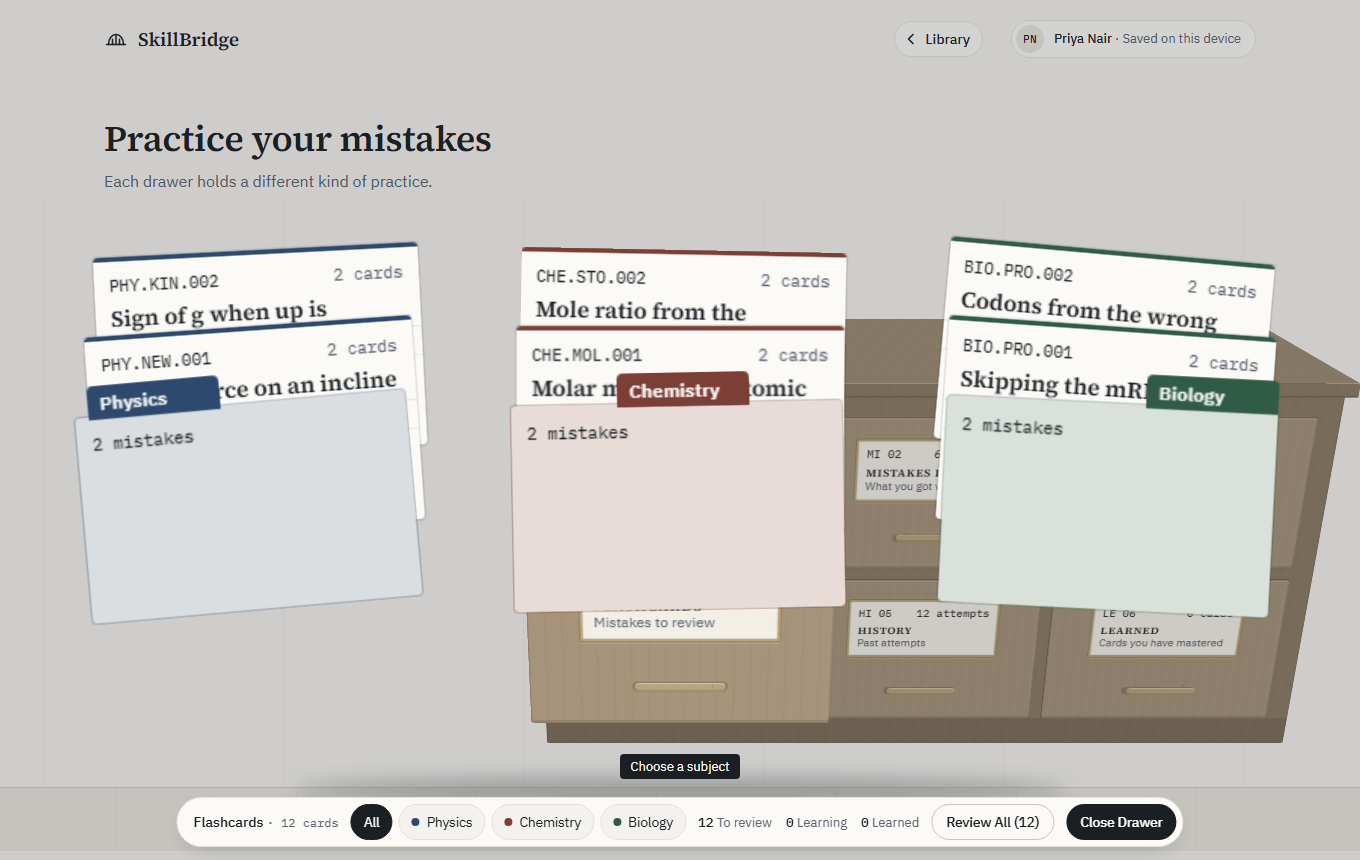 SkillBridge
Library
PN Priya Nair · Saved on this device
Practice your mistakes
Each drawer holds a different kind of practice.
PHY.KIN.002 2 cards
Sign of g when up is
PHY.NEW.001 2 cards
on an incline
Physics
2 mistakes
CHE.STO.002 2 cards
Mole ratio from the
CHE.MOL.001 2 cards
Molar
Chemistry
2 mistakes
BIO.PRO.002 2 cards
Codons from the wrong
BIO.PRO.001 2 cards
Skipping the
Biology
2 mistakes
MI 02
MISTAKES
What you got
Mistakes to review
HI 05 12 attempts
HISTORY
Past attempts
LE 06
LEARNED
Cards you have mastered
Choose a subject
Flashcards · 12 cards All Physics Chemistry Biology 12 To review 0 Learning 0 Learned Review All (12) Close Drawer